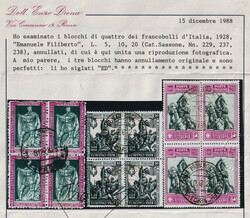 Dott. Enzo Diena
15 dicembre 1988
Ho esaminato i blocchi di quattro dei francobolli d'Italia, 1928,
"Emanuele Filiberto", L. 5, 10, 20 (Cat.Sassone, Nn. 229, 237,
238), annullati, di cui è qui unita una riproduzione fotografica.
A mio parere, i tre blocchi hanno annullamento originale e sono
perfetti: li ho siglati "ED".